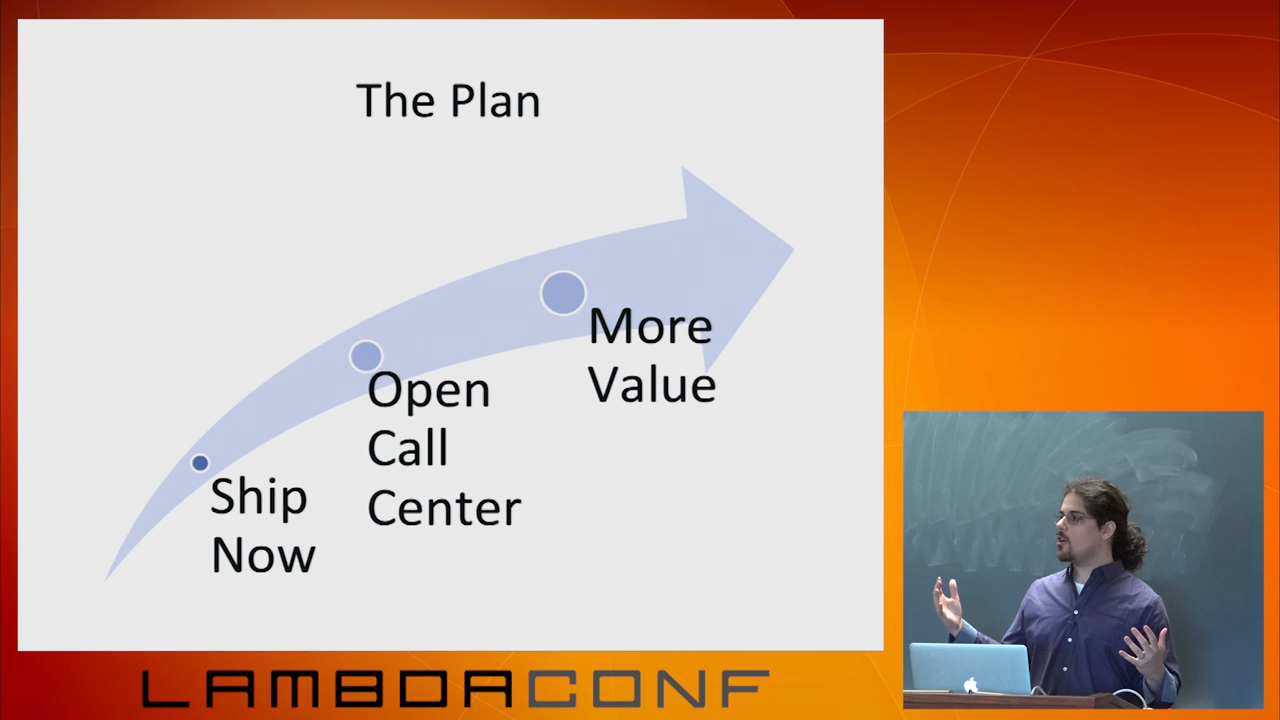 The Plan
More
Value
Open
Call
Center
Ship
Now
LAMBDACONF